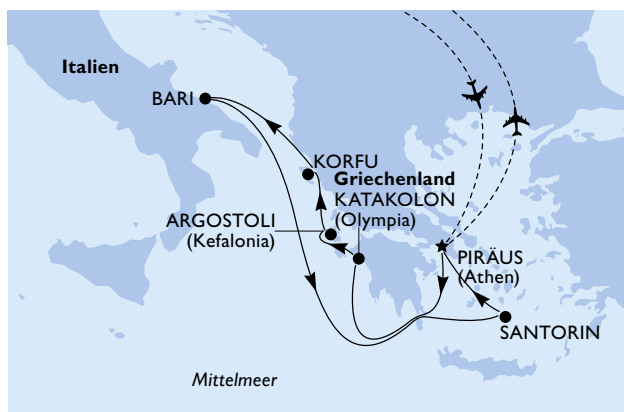 Italien
BARI
KORFU
Griechenland
KATAKOLON
(Olympia)
ARGOSTOLI
(Kefalonia)
PIRÄUS
(Athen)
SANTORIN
Mittelmeer